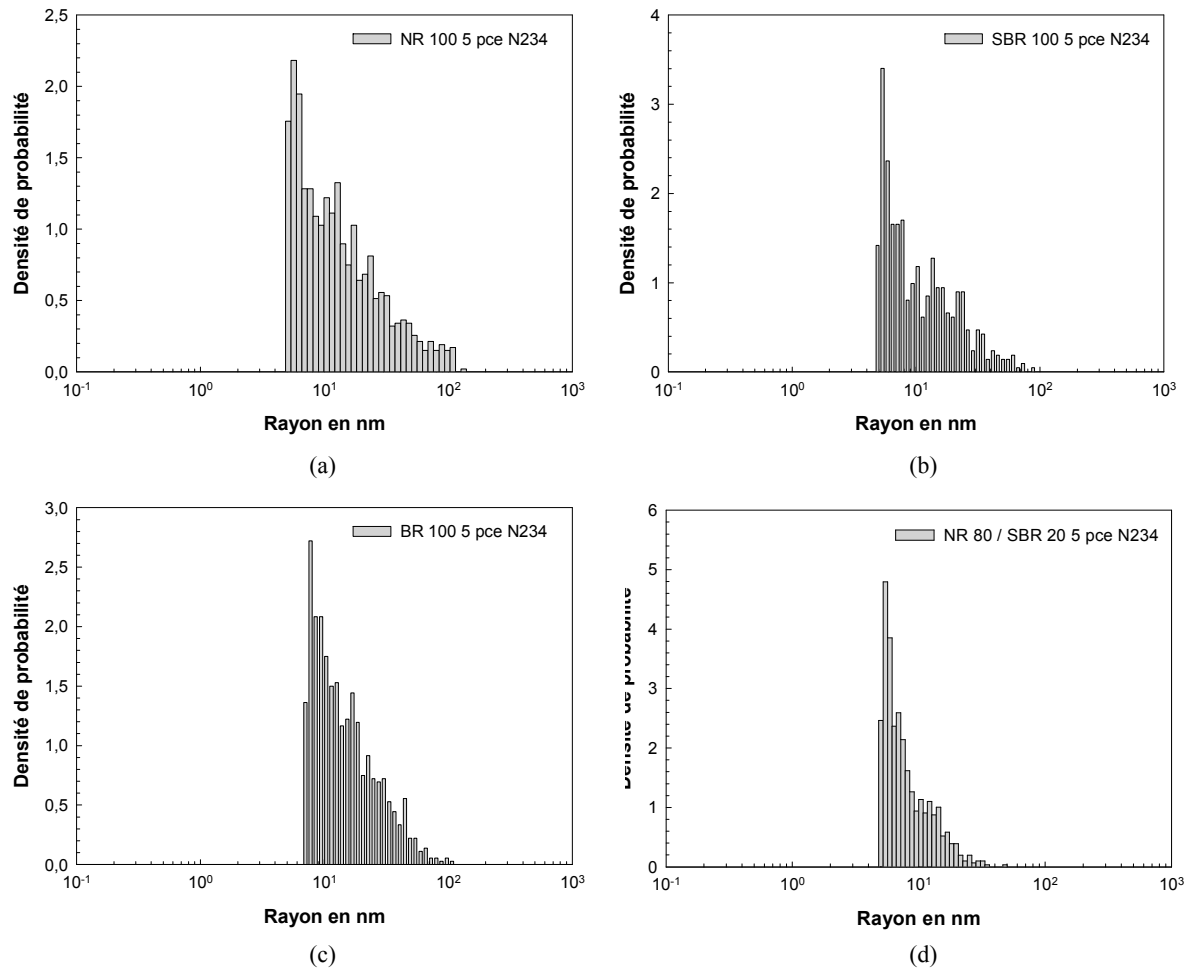 2,5
2,0
1,5
1,0
0,5
0,0
Densité de probabilité
NR 100 5 pce N234
10-1 100 101 102 103
Rayon en nm
(a)
4
3
2
1
0
Densité de probabilité
SBR 100 5 pce N234
10-1 100 101 102 103
Rayon en nm
(b)
3,0
2,5
2,0
1,5
1,0
0,5
0,0
Densité de probabilité
BR 100 5 pce N234
10-1 100 101 102 103
Rayon en nm
(c)
6
5
4
3
2
1
0
Densité de probabilité
NR 80 / SBR 20 5 pce N234
10-1 100 101 102 103
Rayon en nm
(d)